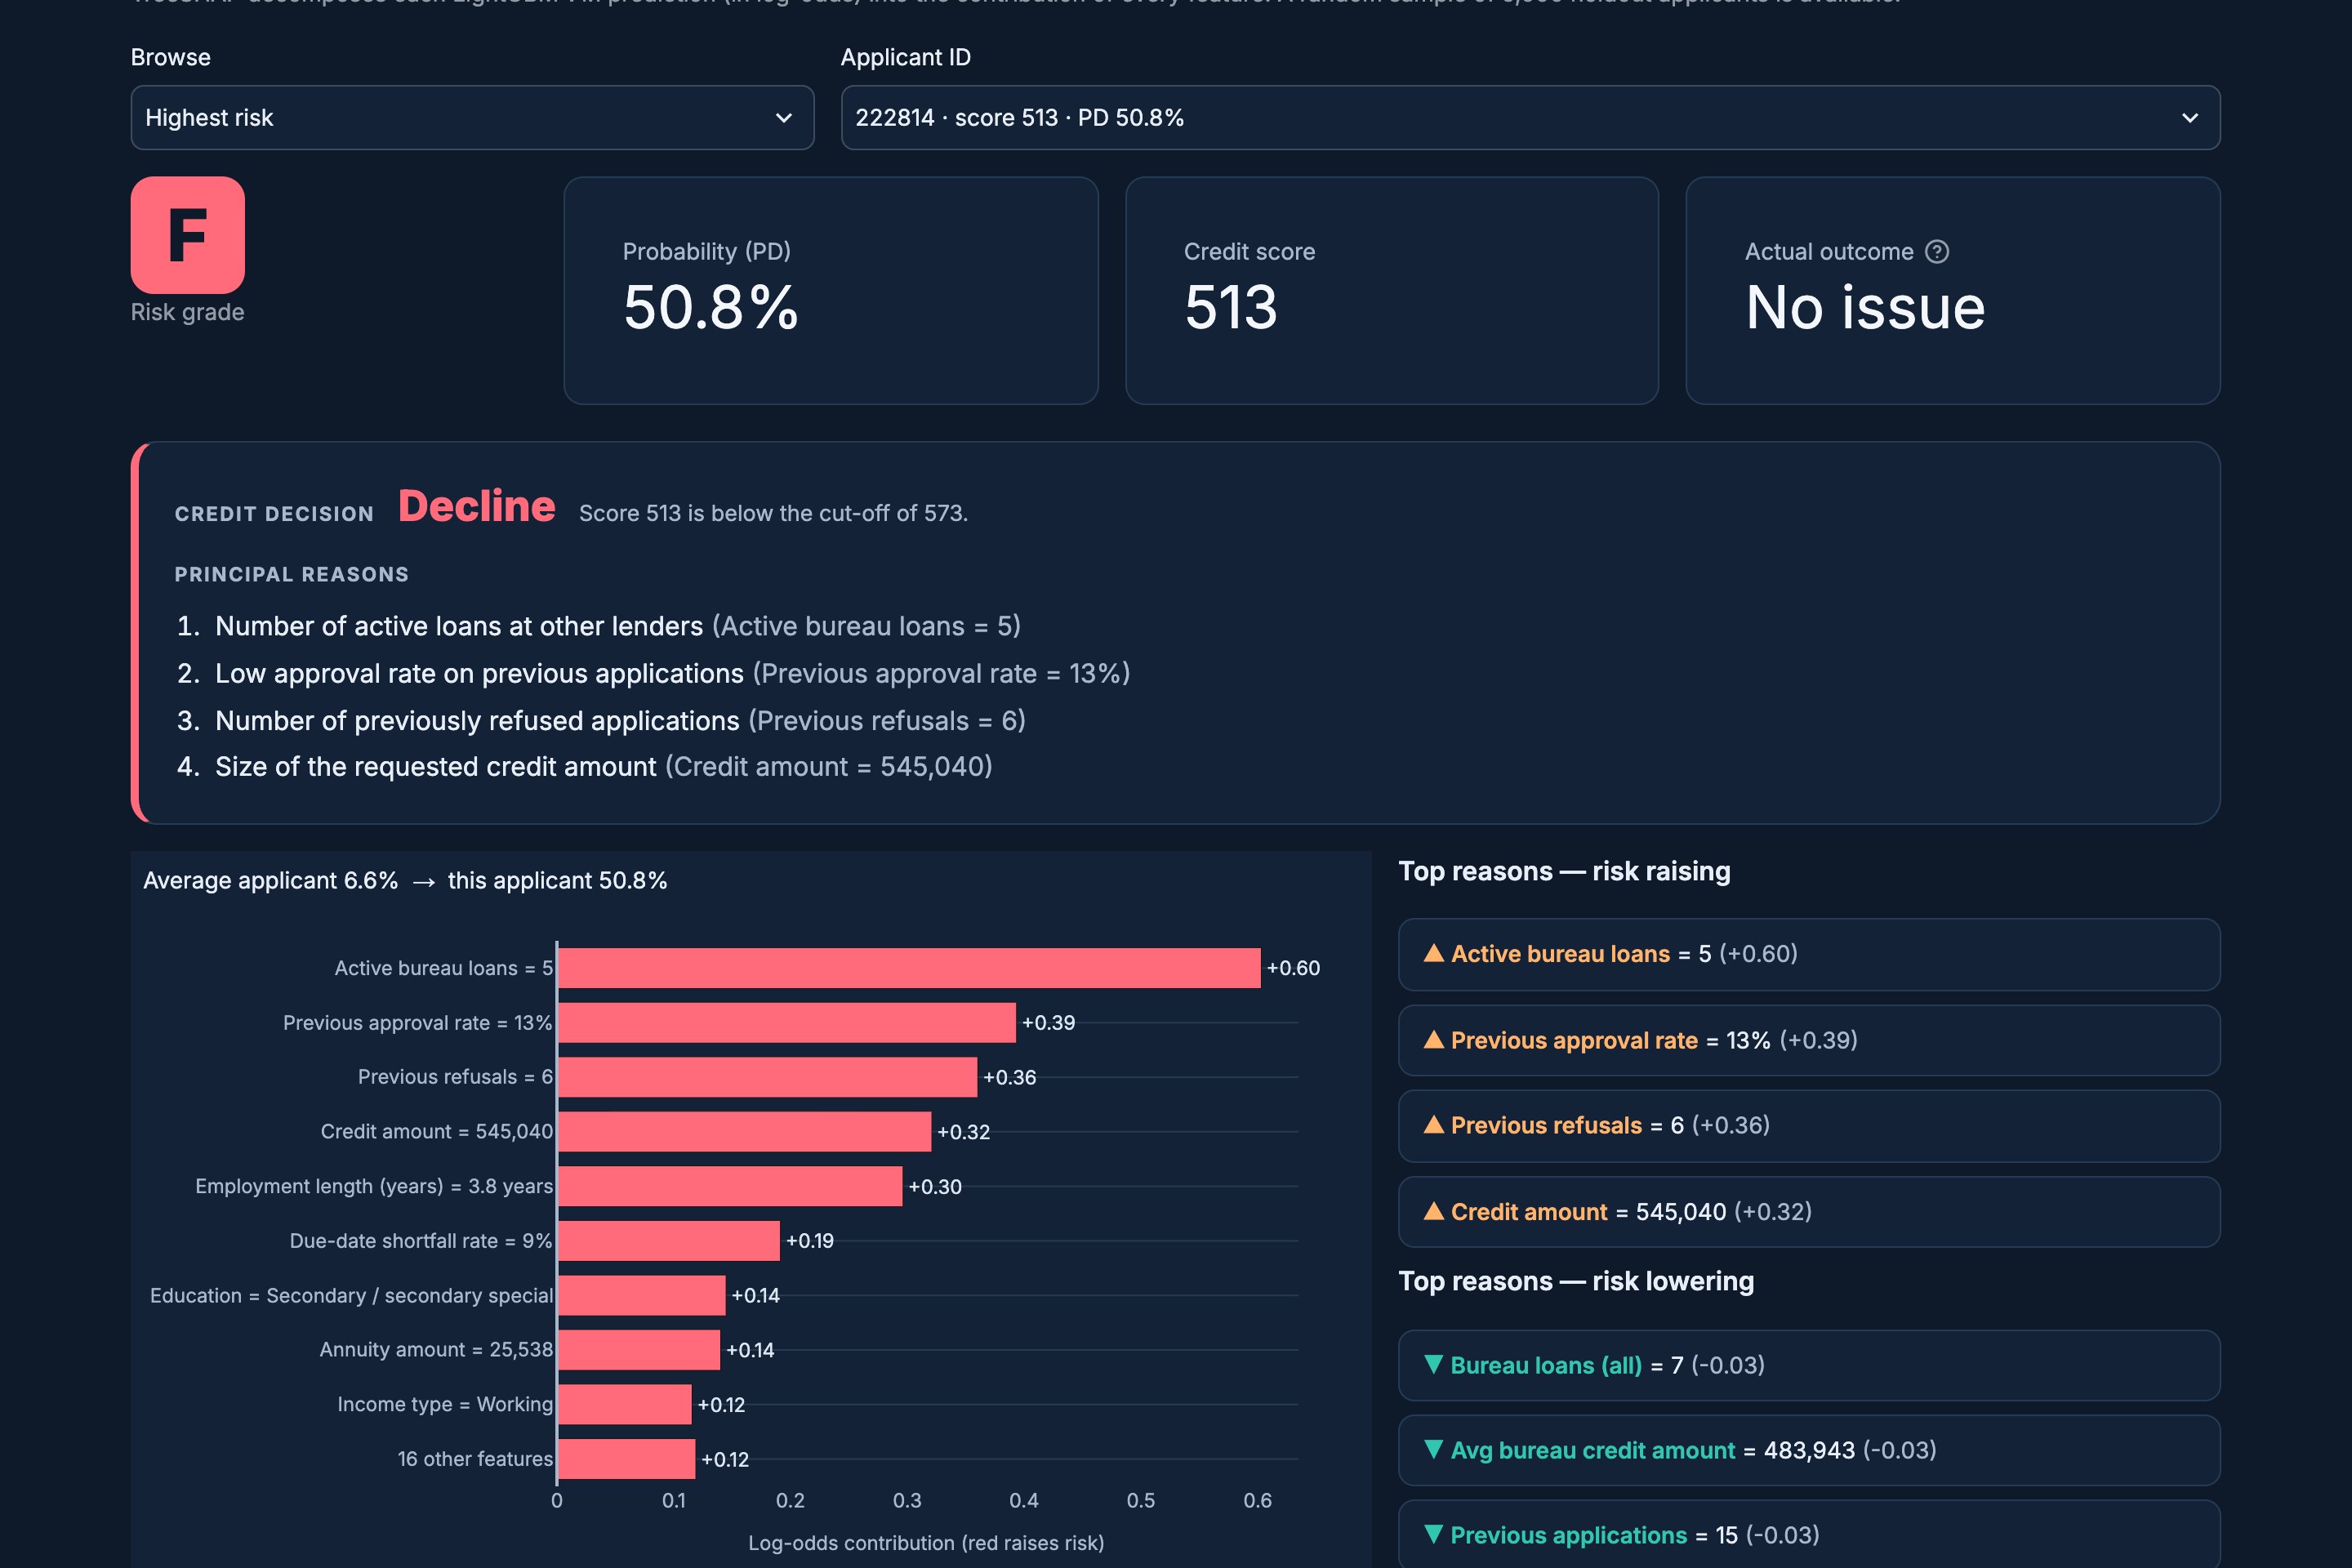 Browse
Highest risk
Applicant ID
222814 · score 513 · PD 50.8%
F
Risk grade
Probability (PD)
50.8%
Credit score
513
Actual outcome ?
No issue
CREDIT DECISION Decline Score 513 is below the cut-off of 573.
PRINCIPAL REASONS
1. Number of active loans at other lenders (Active bureau loans = 5)
2. Low approval rate on previous applications (Previous approval rate = 13%)
3. Number of previously refused applications (Previous refusals = 6)
4. Size of the requested credit amount (Credit amount = 545,040)
Average applicant 6.6% → this applicant 50.8%
Active bureau loans = 5 +0.60
Previous approval rate = 13% +0.39
Previous refusals = 6 +0.36
Credit amount = 545,040 +0.32
Employment length (years) = 3.8 years +0.30
Due-date shortfall rate = 9% +0.19
Education = Secondary / secondary special +0.14
Annuity amount = 25,538 +0.14
Income type = Working +0.12
16 other features +0.12
0 0.1 0.2 0.3 0.4 0.5 0.6
Log-odds contribution (red raises risk)
Top reasons — risk raising
▲ Active bureau loans = 5 (+0.60)
▲ Previous approval rate = 13% (+0.39)
▲ Previous refusals = 6 (+0.36)
▲ Credit amount = 545,040 (+0.32)
Top reasons — risk lowering
▼ Bureau loans (all) = 7 (-0.03)
▼ Avg bureau credit amount = 483,943 (-0.03)
▼ Previous applications = 15 (-0.03)